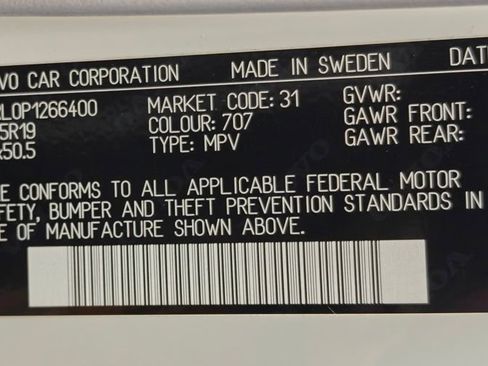 VO CAR CORPORATION MADE IN SWEDEN DATE
L0P1266400 MARKET CODE: 31 GVWR:
5R19 COLOUR: 707 GAWR FRONT:
x50.5 TYPE: MPV GAWR REAR:
E CONFORMS TO ALL APPLICABLE FEDERAL MOTOR
FETY, BUMPER AND THEFT PREVENTION STANDARDS IN
E OF MANUFACTURE SHOWN ABOVE.